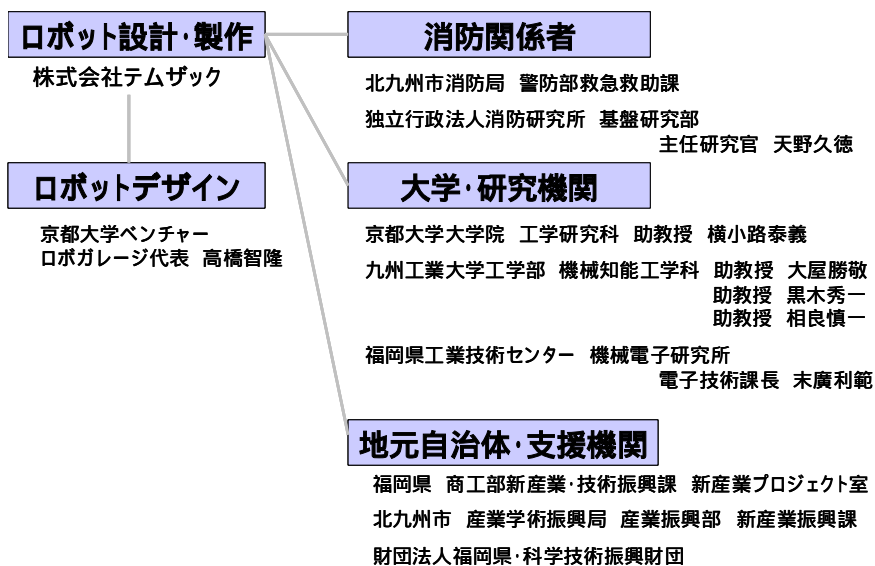 ロボット設計・製作
株式会社テムザック
ロボットデザイン
京都大学ベンチャー
ロボガレージ代表 高橋智隆
消防関係者
北九州市消防局 警防部救急救助課
独立行政法人消防研究所 基盤研究部
主任研究官 天野久徳
大学・研究機関
京都大学大学院 工学研究科 助教授 横小路泰義
九州工業大学工学部 機械知能工学科 助教授 大屋勝敬
助教授 黒木秀一
助教授 相良慎一
福岡県工業技術センター 機械電子研究所
電子技術課長 末廣利範
地元自治体・支援機関
福岡県 商工部新産業・技術振興課 新産業プロジェクト室
北九州市 産業学術振興局 産業振興部 新産業振興課
財団法人福岡県・科学技術振興財団